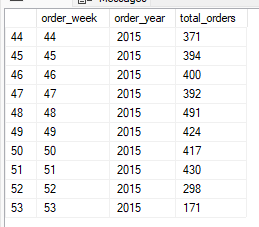 Messages
order_week order_year total_orders
44 44 2015 371
45 45 2015 394
46 46 2015 400
47 47 2015 392
48 48 2015 491
49 49 2015 424
50 50 2015 417
51 51 2015 430
52 52 2015 298
53 53 2015 171